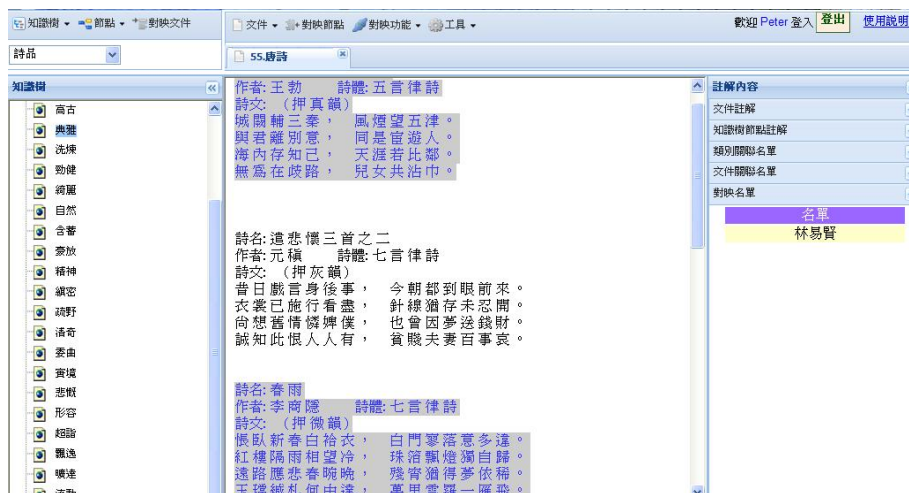 知識樹 節點 對映文件
文件 對映節點 對映功能 工具
歡迎 Peter 登入 登出 使用說明
詩品
55.唐詩
知識樹
高古
典雅
洗煉
勁健
綺麗
自然
含蓄
豪放
精神
縝密
疏野
清奇
委曲
實境
悲慨
形容
超詣
飄逸
曠達
流動
作者:王勃 詩體:五言律詩
詩文: (押真韻)
城闕輔三秦, 風煙望五津。
與君離別意, 同是宦遊人。
海內存知己, 天涯若比鄰。
無為在歧路, 兒女共沾巾。
詩名:遣悲懷三首之二
作者:元稹 詩體:七言律詩
詩文: (押灰韻)
昔日戲言身後事, 今朝都到眼前來。
衣裳已施行看盡, 針線猶存未忍開。
尚想舊情憐婢僕, 也曾因夢送錢財。
誠知此恨人人有, 貧賤夫妻百事哀。
詩名:春雨
作者:李商隱 詩體:七言律詩
詩文: (押微韻)
悵臥新春白袷衣, 白門寥落意多違。
紅樓隔雨相望冷, 珠箔飄燈獨自歸。
遠路應悲春晼晚, 殘宵猶得夢依稀。
玉璫緘札何由達, 萬里雲羅一雁飛。
註解內容
文件註解
知識樹節點註解
類別關聯名單
文件關聯名單
對映名單
名單
林易賢